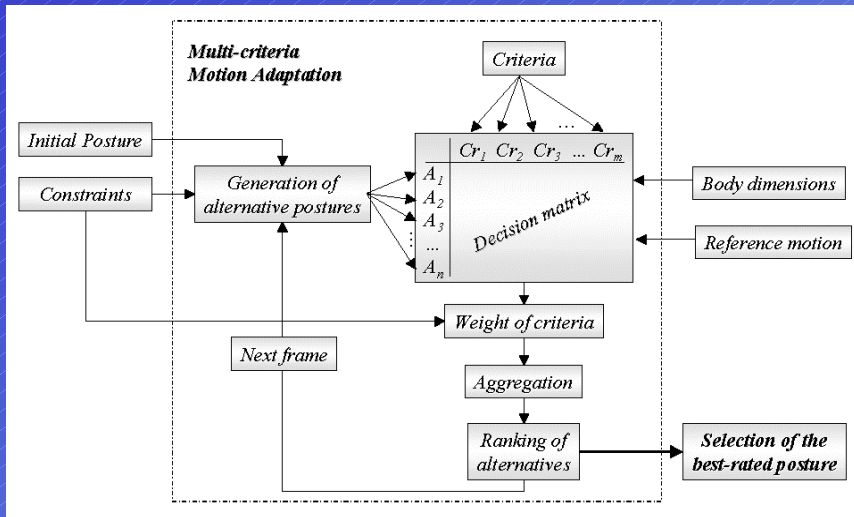 Multi-criteria
Motion Adaptation
Criteria
...
Initial Posture
Constraints
Generation of
alternative postures
Cr1 Cr2 Cr3 ... Crm
A1
A2
A3
...
An
Decision matrix
Body dimensions
Reference motion
Weight of criteria
Next frame
Aggregation
Ranking of
alternatives
Selection of the
best-rated posture